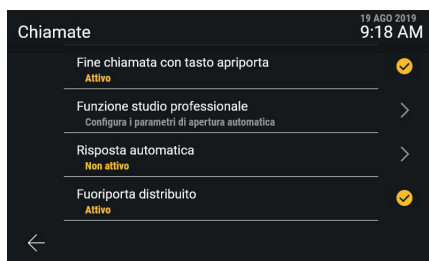 Chiamate
19 AGO 2019
9:18 AM
Fine chiamata con tasto apriporta
Attivo
Funzione studio professionale
Configura i parametri di apertura automatica
Risposta automatica
Non attivo
Fuoriporta distribuito
Attivo